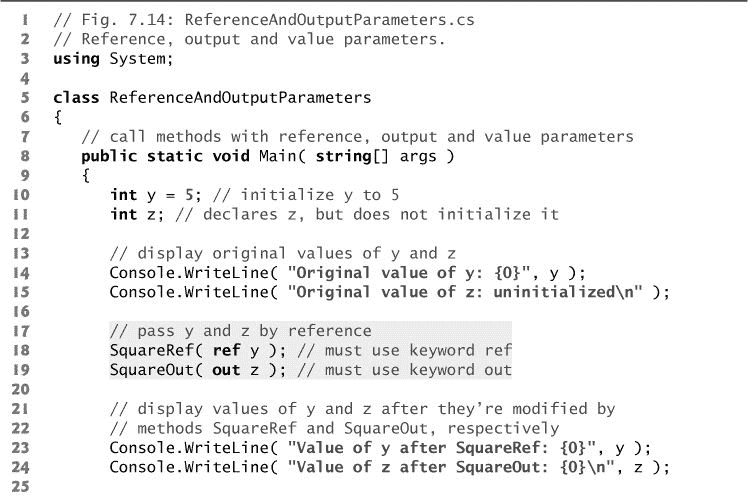 1 // Fig. 7.14: ReferenceAndOutputParameters.cs
2 // Reference, output and value parameters.
3 using System;
4
5 class ReferenceAndOutputParameters
6 {
7 // call methods with reference, output and value parameters
8 public static void Main( string[] args )
9 {
10 int y = 5; // initialize y to 5
11 int z; // declares z, but does not initialize it
12
13 // display original values of y and z
14 Console.WriteLine( "Original value of y: {0}", y );
15 Console.WriteLine( "Original value of z: uninitialized\n" );
16
17 // pass y and z by reference
18 SquareRef( ref y ); // must use keyword ref
19 SquareOut( out z ); // must use keyword out
20
21 // display values of y and z after they're modified by
22 // methods SquareRef and SquareOut, respectively
23 Console.WriteLine( "Value of y after SquareRef: {0}", y );
24 Console.WriteLine( "Value of z after SquareOut: {0}\n", z );
25